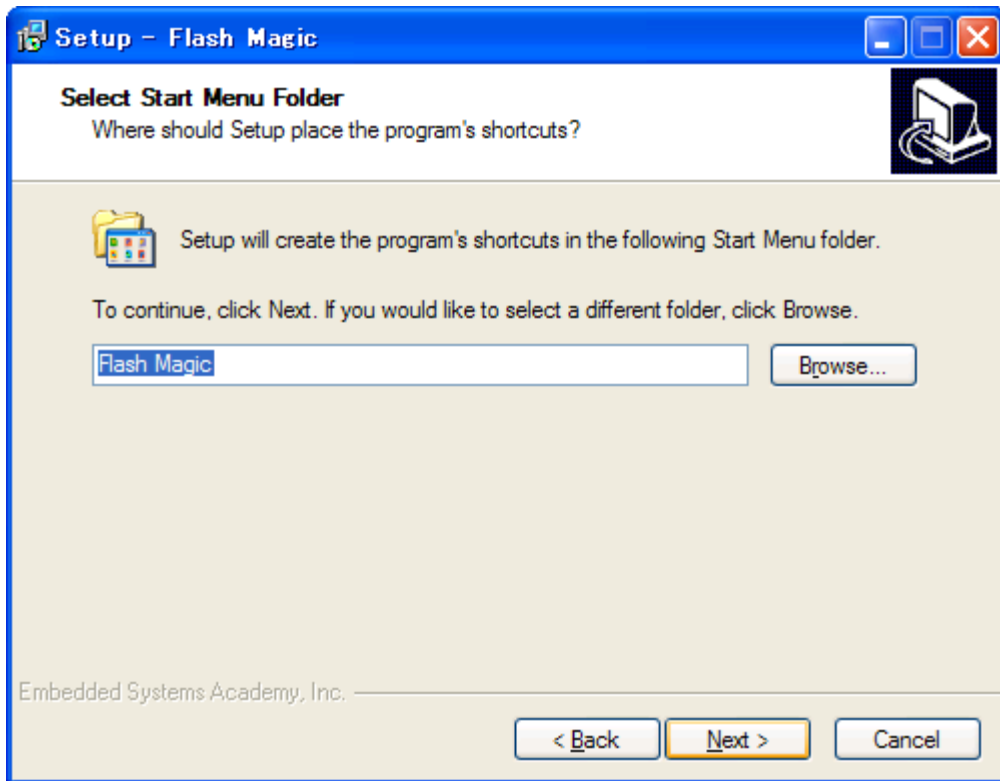 Setup - Flash Magic
Select Start Menu Folder
Where should Setup place the program's shortcuts?
Setup will create the program's shortcuts in the following Start Menu folder.
To continue, click Next. If you would like to select a different folder, click Browse.
Flash Magic
Browse...
Embedded Systems Academy, Inc.
< Back
Next >
Cancel